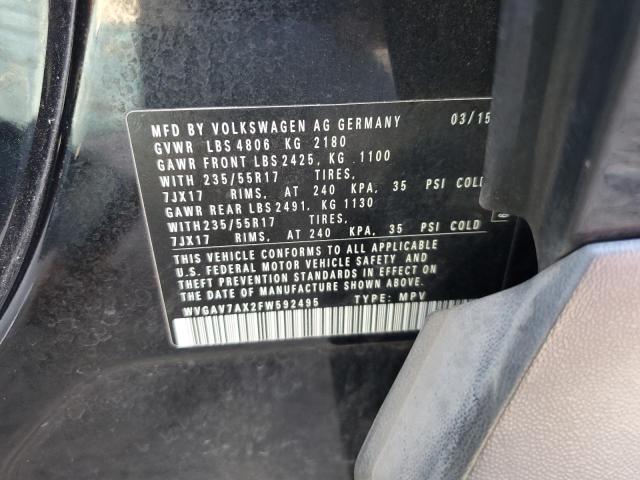 MFD BY VOLKSWAGEN AG GERMANY 03/15
GVWR LBS 4806 KG 2180
GAWR FRONT LBS 2425, KG .1100
WITH 235/55R17 TIRES,
7JX17 RIMS, AT 240 KPA, 35 PSI COLD
GAWR REAR LBS 2491, KG 1130
WITH 235/55R17 TIRES,
7JX17 RIMS, AT 240 KPA, 35 PSI COLD
THIS VEHICLE CONFORMS TO ALL APPLICABLE
U.S. FEDERAL MOTOR VEHICLE SAFETY AND
THEFT PREVENTION STANDARDS IN EFFECT ON
THE DATE OF MANUFACTURE SHOWN ABOVE.
WVGAV7AX2FW592495 TYPE: MPV